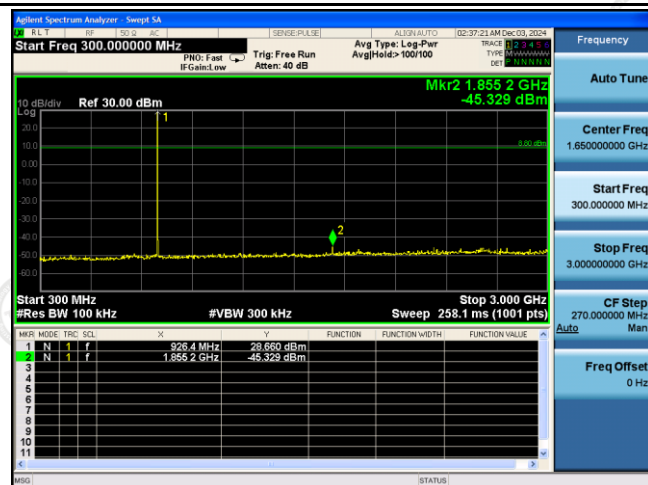 Agilent Spectrum Analyzer - Swept SA
RLT RF 50 Ω AC SENSE:PULSE ALIGNAUTO 02:37:21 AM Dec 03, 2024
Start Freq 300.000000 MHz
PNO: Fast
IFGain:Low
Trig: Free Run
Atten: 40 dB
Avg Type: Log-Pwr
Avg|Hold:> 100/100
TRACE 1 2 3 4 5 6
TYPE M
DET P N N N N N
Mkr2 1.855 2 GHz
-45.329 dBm
10 dB/div Ref 30.00 dBm
Log
20.0
10.0
0.00
-10.0
-20.0
-30.0
-40.0
-50.0
-60.0
1
8.80 dBm
2
Start 300 MHz Stop 3.000 GHz
#Res BW 100 kHz #VBW 300 kHz Sweep 258.1 ms (1001 pts)
MKR MODE TRC SCL X Y FUNCTION FUNCTION WIDTH FUNCTION VALUE
1 N 1 f 926.4 MHz 28.660 dBm
2 N 1 f 1.855 2 GHz -45.329 dBm
3
4
5
6
7
8
9
10
11
MSG STATUS
Frequency
Auto Tune
Center Freq
1.650000000 GHz
Start Freq
300.000000 MHz
Stop Freq
3.000000000 GHz
CF Step
270.000000 MHz
Auto Man
Freq Offset
0 Hz